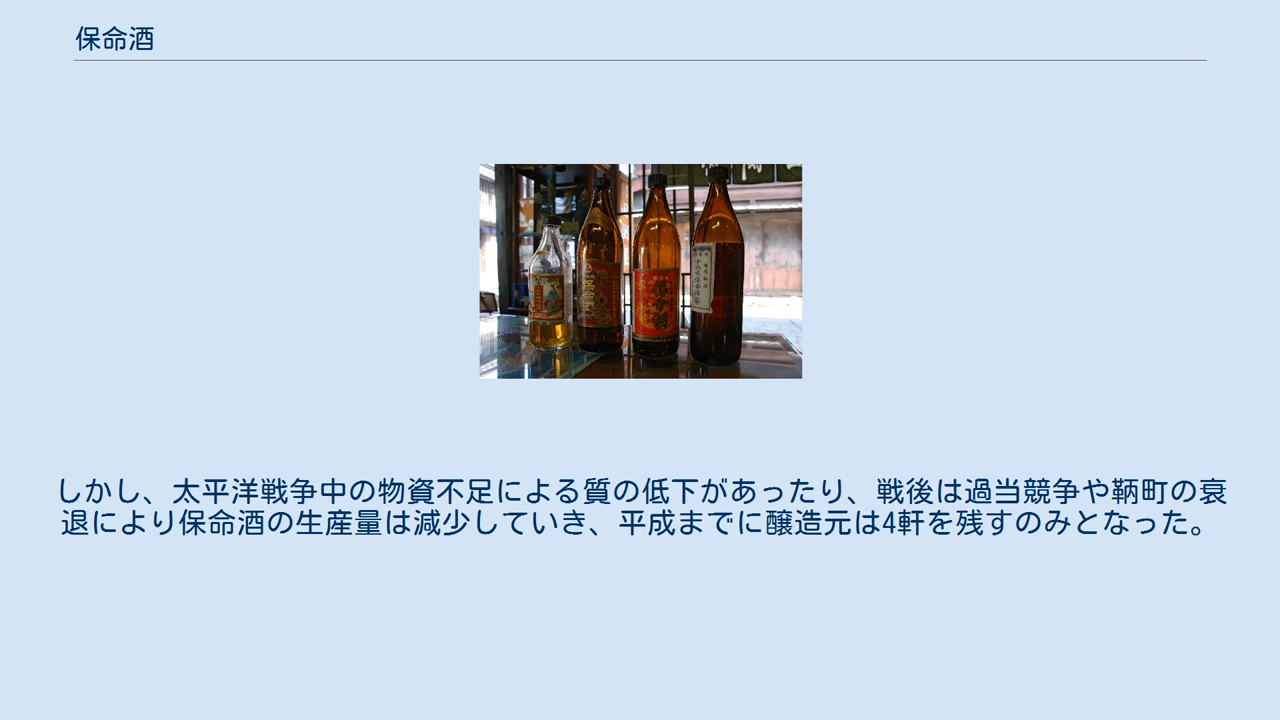 保命酒
しかし、太平洋戦争中の物資不足による質の低下があったり、戦後は過当競争や鞆町の衰
退により保命酒の生産量は減少していき、平成までに醸造元は4軒を残すのみとなった。